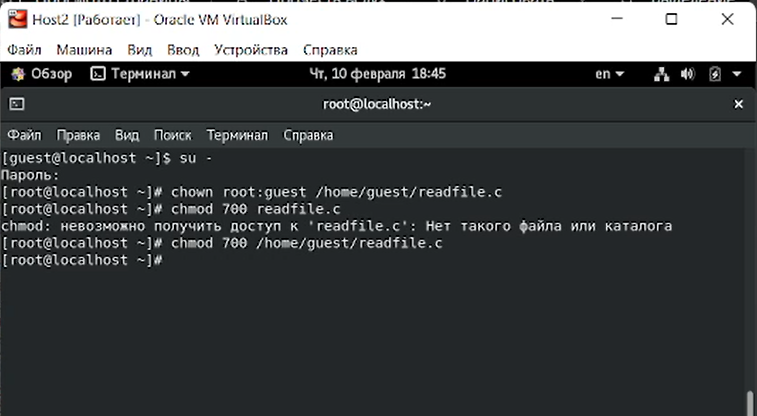 Host2 [Работает] - Oracle VM VirtualBox
Файл Машина Вид Ввод Устройства Справка
Обзор Терминал Чт, 10 февраля 18:45 en
root@localhost:~
Файл Правка Вид Поиск Терминал Справка
[guest@localhost ~]$ su -
Пароль:
[root@localhost ~]# chown root:guest /home/guest/readfile.c
[root@localhost ~]# chmod 700 readfile.c
chmod: невозможно получить доступ к 'readfile.c': Нет такого файла или каталога
[root@localhost ~]# chmod 700 /home/guest/readfile.c
[root@localhost ~]#